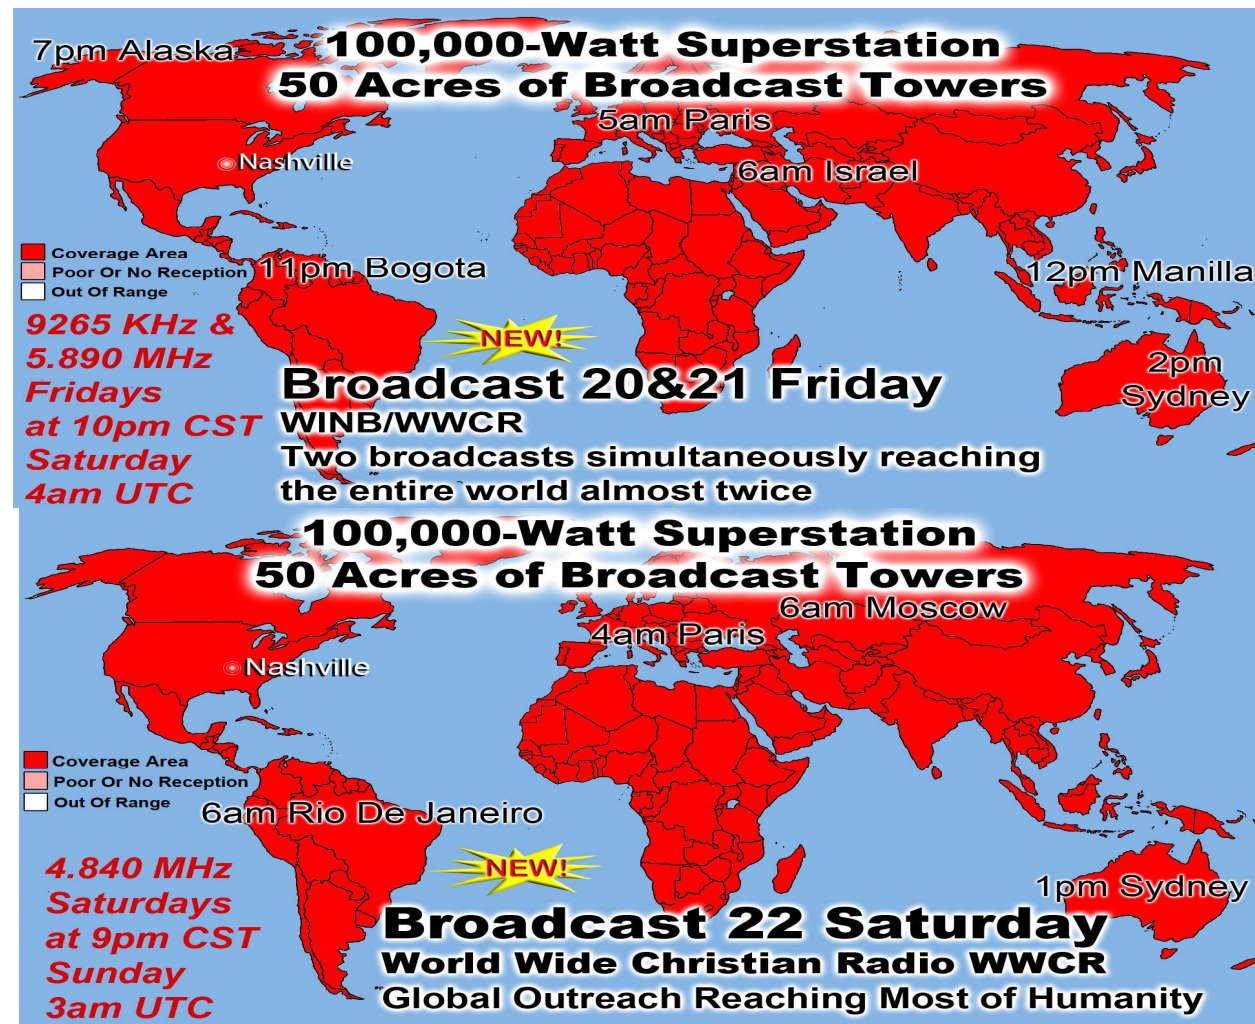 100,000-Watt Superstation
7pm Alaska
50 Acres of Broadcast Towers
5am Paris
Nashville
6am Israel
Coverage Area
Poor Or No Reception
Out Of Range
11pm Bogota
12pm Manilla
9265 KHz &
5.890 MHz
Fridays
at 10pm CST
Saturday
4am UTC
NEW!
2pm
Sydney
Broadcast 20&21 Friday
WINB/WWCR
Two broadcasts simultaneously reaching
the entire world almost twice
100,000-Watt Superstation
50 Acres of Broadcast Towers
6am Moscow
4am Paris
Nashville
Coverage Area
Poor Or No Reception
Out Of Range
6am Rio De Janeiro
4.840 MHz
Saturdays
at 9pm CST
Sunday
3am UTC
NEW!
1pm Sydney
Broadcast 22 Saturday
World Wide Christian Radio WWCR
Global Outreach Reaching Most of Humanity